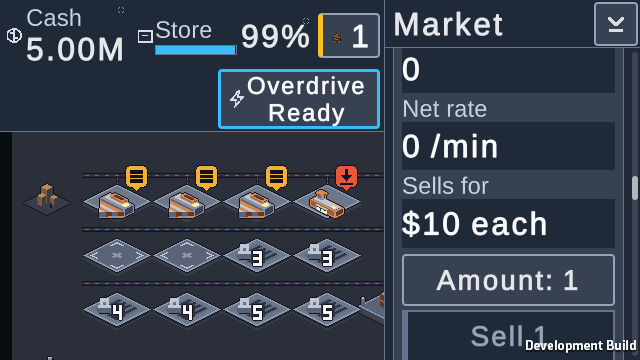 Cash
5.00M
Store
99%
1
Overdrive
Ready
3
3
4
4
5
5
Market
0
Net rate
0 /min
Sells for
$10 each
Amount: 1
Sell 1
Development Build